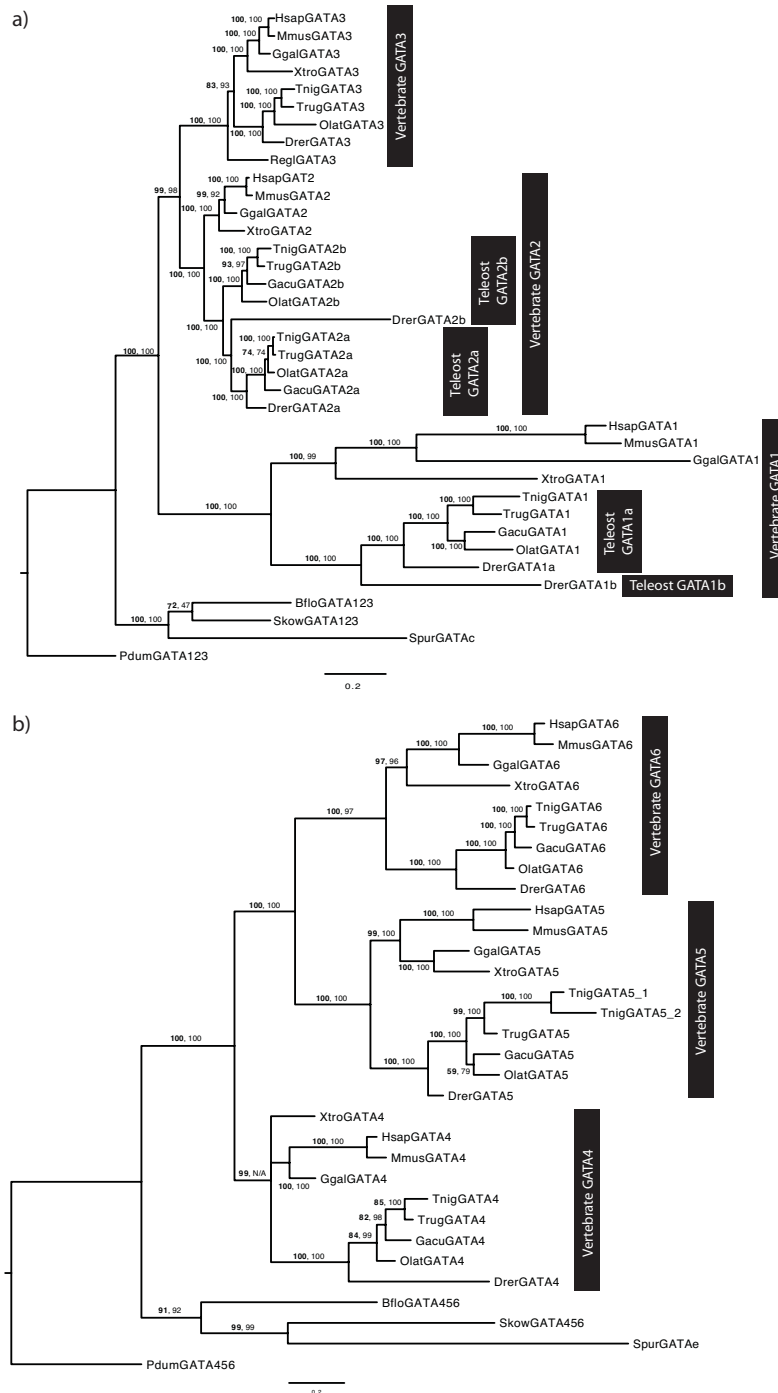 a)
100, 100
HsapGATA3
100, 100
MmusGATA3
100, 100
GgalGATA3
XtroGATA3
83, 93
100, 100
TnigGATA3
100, 100
TrugGATA3
100, 100
OlatGATA3
100, 100
DrerGATA3
100, 100
ReglGATA3
Vertebrate GATA3
99, 98
100, 100
HsapGAT2
99, 92
MmusGATA2
100, 100
GgalGATA2
XtroGATA2
100, 100
100, 100
TnigGATA2b
93, 97
TrugGATA2b
100, 100
GacuGATA2b
100, 100
OlatGATA2b
DrerGATA2b
Teleost
GATA2b
100, 100
100, 100
TnigGATA2a
74, 74
TrugGATA2a
100, 100
OlatGATA2a
GacuGATA2a
100, 100
DrerGATA2a
Teleost
GATA2a
Vertebrate GATA2
100, 100
100, 100
HsapGATA1
100, 100
MmusGATA1
100, 99
GgalGATA1
XtroGATA1
100, 100
100, 100
TnigGATA1
100, 100
TrugGATA1
GacuGATA1
100, 100
OlatGATA1
100, 100
DrerGATA1a
Teleost
GATA1a
DrerGATA1b
Teleost GATA1b
Vertebrate GATA1
72, 47
BfloGATA123
100, 100
SkowGATA123
SpurGATAc
PdumGATA123
0.2
b)
100, 100
HsapGATA6
100, 100
MmusGATA6
97, 96
GgalGATA6
XtroGATA6
100, 97
100, 100
TnigGATA6
100, 100
TrugGATA6
100, 100
GacuGATA6
100, 100
OlatGATA6
DrerGATA6
Vertebrate GATA6
100, 100
100, 100
HsapGATA5
99, 100
MmusGATA5
GgalGATA5
100, 100
XtroGATA5
100, 100
100, 100
TnigGATA5_1
99, 100
TnigGATA5_2
100, 100
TrugGATA5
GacuGATA5
59, 79
OlatGATA5
100, 100
DrerGATA5
Vertebrate GATA5
100, 100
XtroGATA4
100, 100
HsapGATA4
MmusGATA4
99, N/A
100, 100
GgalGATA4
85, 100
TnigGATA4
82, 98
TrugGATA4
84, 99
GacuGATA4
100, 100
OlatGATA4
DrerGATA4
Vertebrate GATA4
91, 92
BfloGATA456
99, 99
SkowGATA456
SpurGATAe
PdumGATA456
0.2